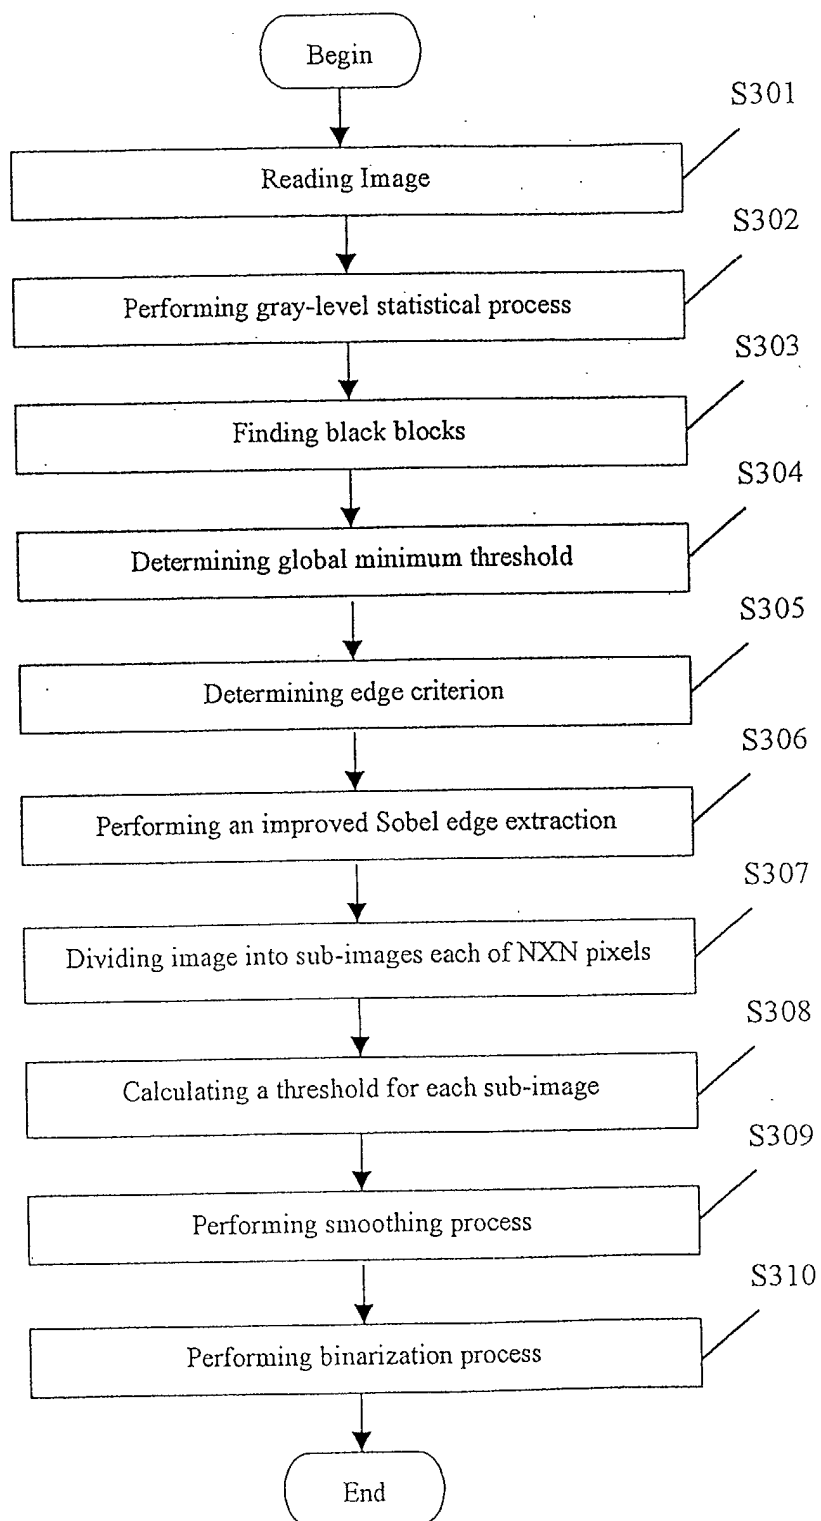 Begin
S301
Reading Image
S302
Performing gray-level statistical process
S303
Finding black blocks
S304
Determining global minimum threshold
S305
Determining edge criterion
S306
Performing an improved Sobel edge extraction
S307
Dividing image into sub-images each of NXN pixels
S308
Calculating a threshold for each sub-image
S309
Performing smoothing process
S310
Performing binarization process
End